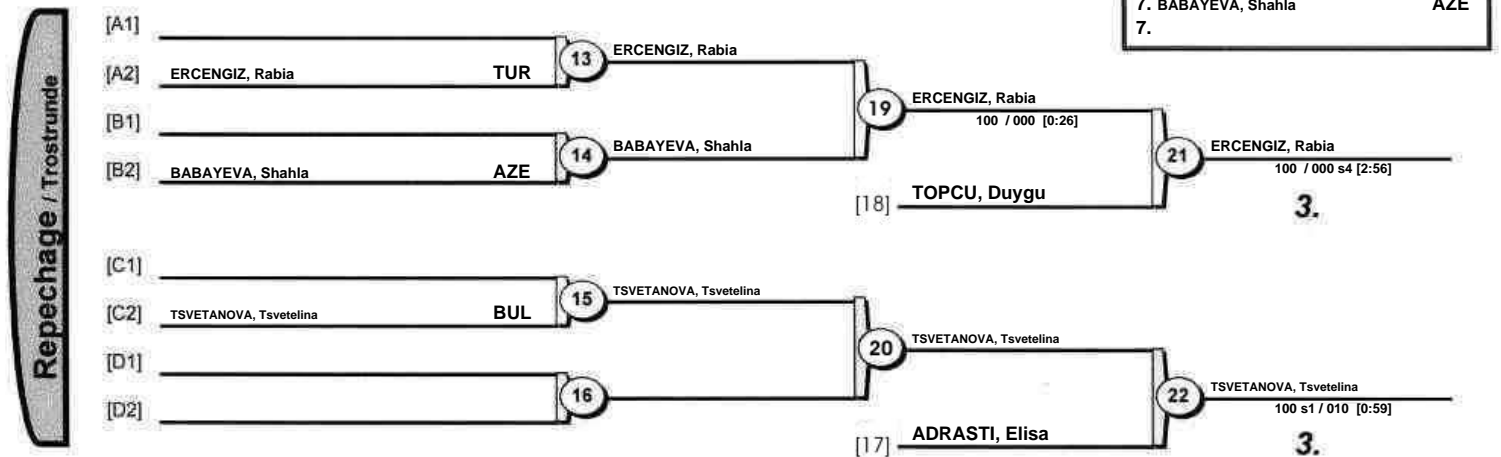 7. BABAYEVA, Shahla AZE
7.
Repechage / Trostrunde
[A1]
13 ERCENGIZ, Rabia
[A2] ERCENGIZ, Rabia TUR
19 ERCENGIZ, Rabia
100 / 000 [0:26]
[B1]
14 BABAYEVA, Shahla
[B2] BABAYEVA, Shahla AZE
21 ERCENGIZ, Rabia
100 / 000 s4 [2:56]
[18] TOPCU, Duygu
3.
[C1]
15 TSVETANOVA, Tsvetelina
[C2] TSVETANOVA, Tsvetelina BUL
20 TSVETANOVA, Tsvetelina
[D1]
16
[D2]
22 TSVETANOVA, Tsvetelina
100 s1 / 010 [0:59]
[17] ADRASTI, Elisa
3.